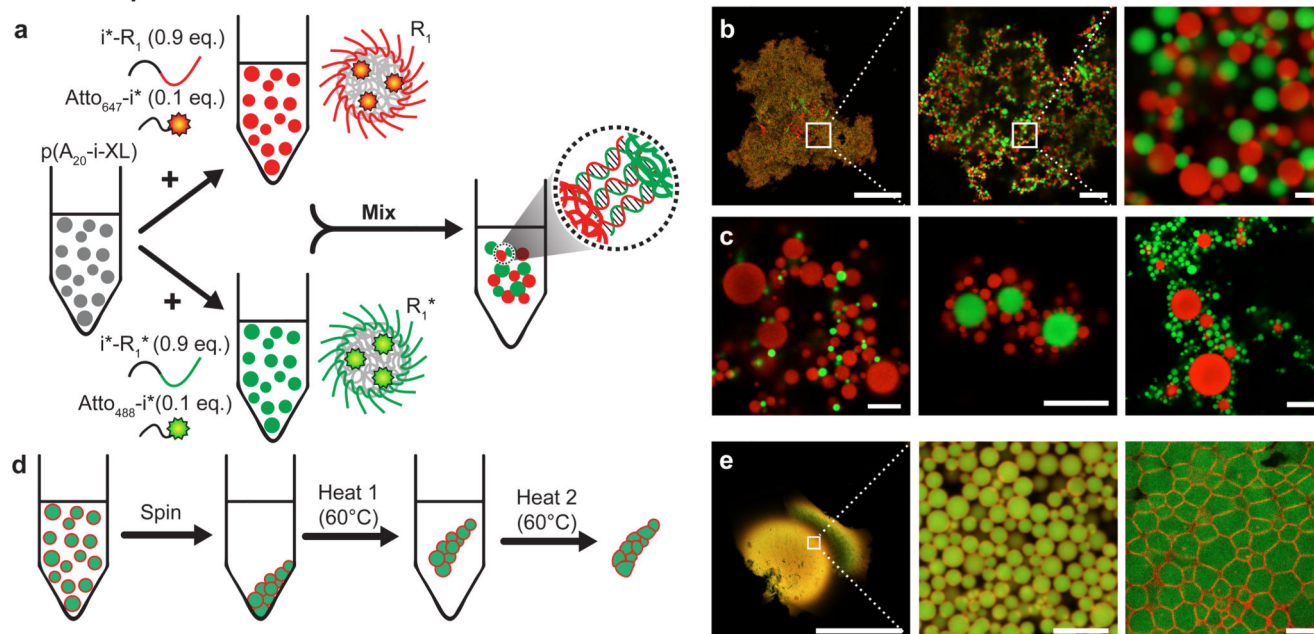 a
i*-R₁ (0.9 eq.)
Atto₆₄₇-i* (0.1 eq.)
p(A₂₀-i-XL)
+
+
i*-R₁* (0.9 eq.)
Atto₄₈₈-i*(0.1 eq.)
R₁
R₁*
Mix
b
c
d
Spin
Heat 1
(60°C)
Heat 2
(60°C)
e